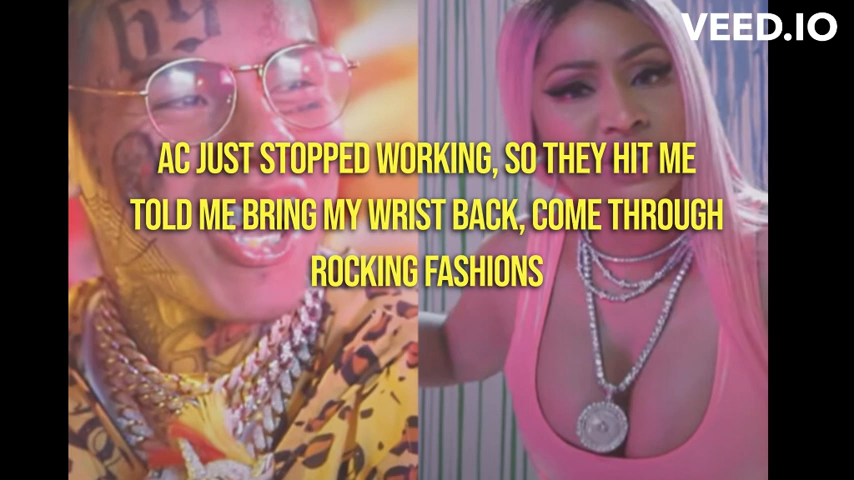 69
VEED.IO
AC JUST STOPPED WORKING, SO THEY HIT ME
TOLD ME BRING MY WRIST BACK, COME THROUGH
ROCKING FASHIONS